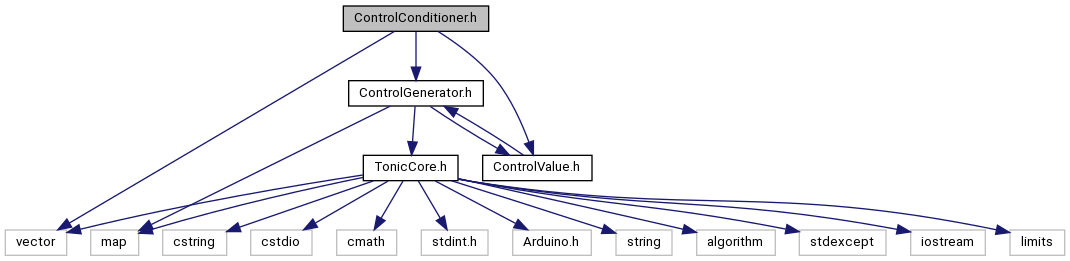 ControlConditioner.h
ControlGenerator.h
TonicCore.h
ControlValue.h
vector
map
cstring
cstdio
cmath
stdint.h
Arduino.h
string
algorithm
stdexcept
iostream
limits